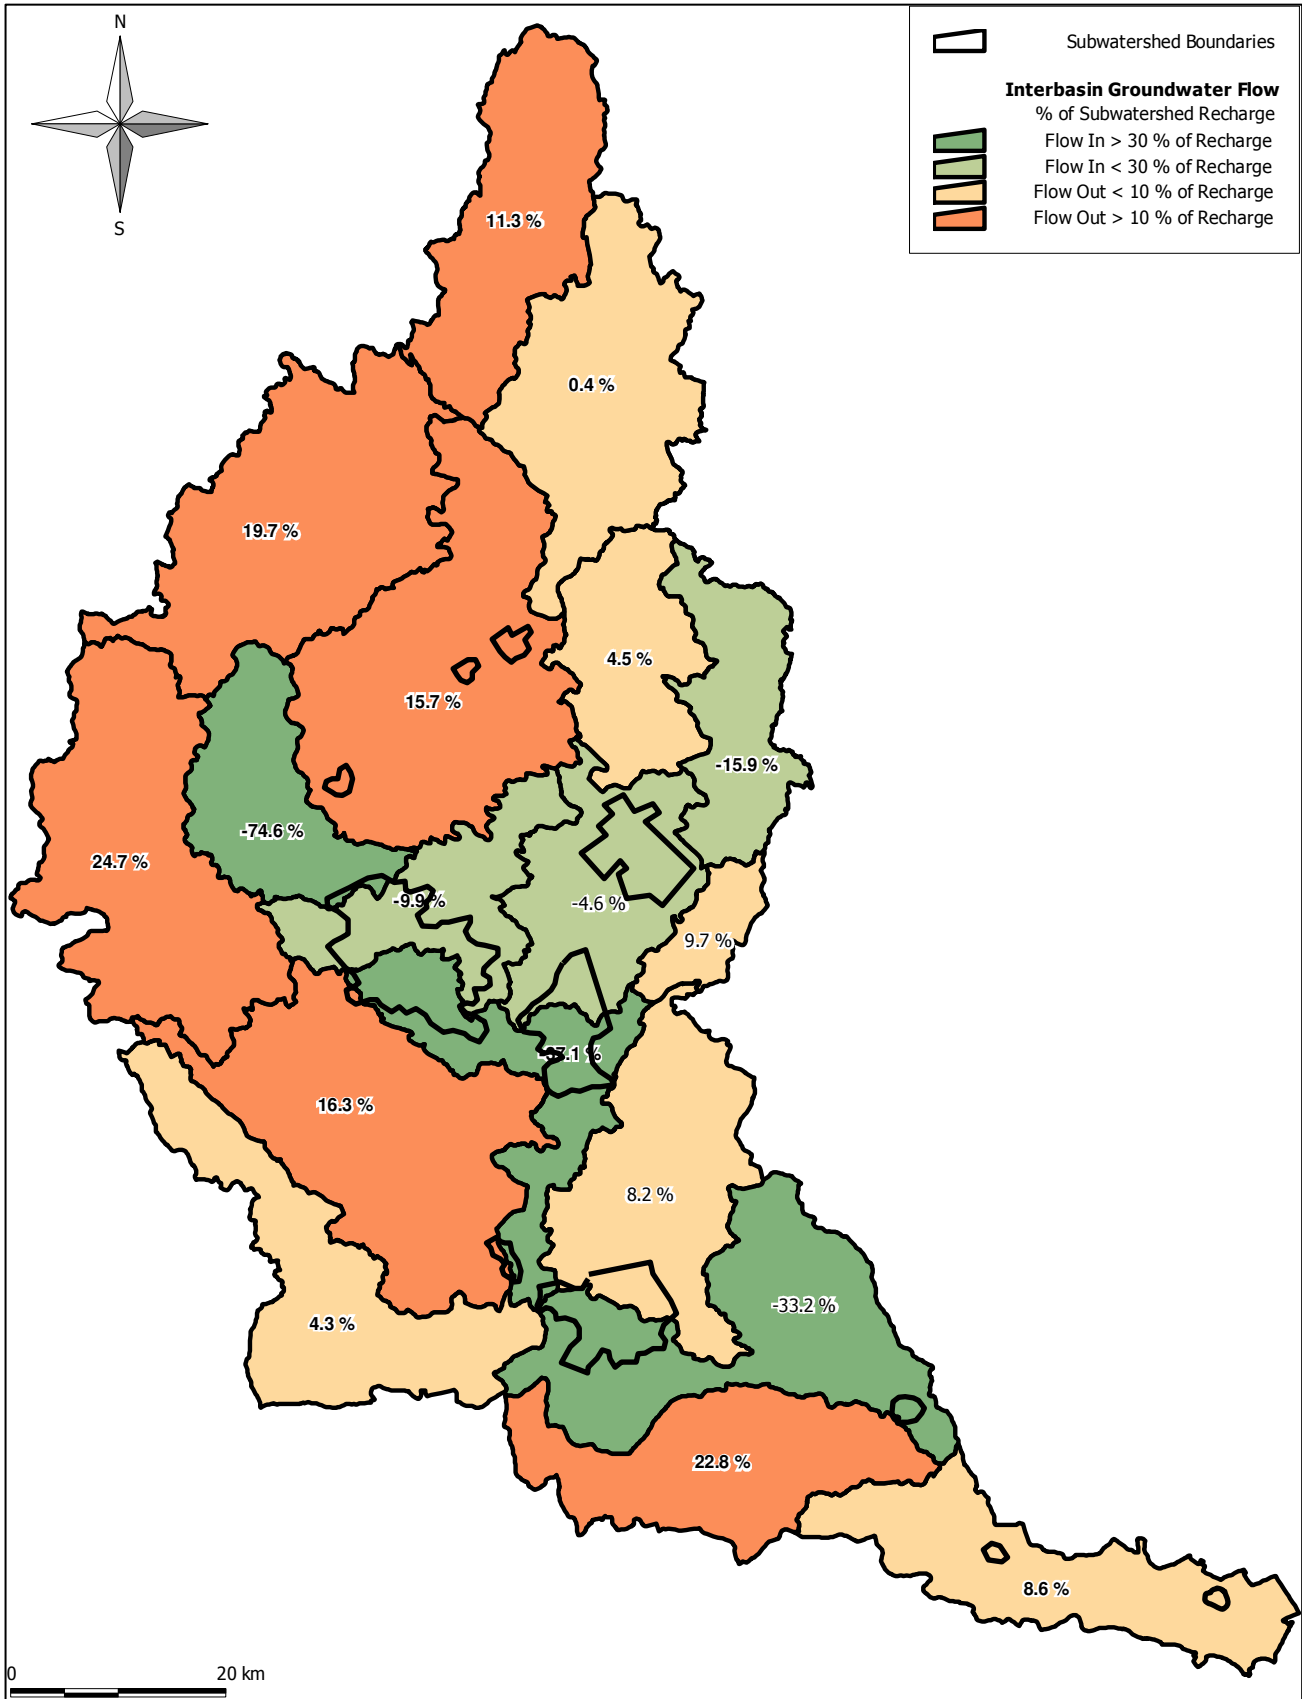 N
S
Subwatershed Boundaries
Interbasin Groundwater Flow
% of Subwatershed Recharge
Flow In > 30 % of Recharge
Flow In < 30 % of Recharge
Flow Out < 10 % of Recharge
Flow Out > 10 % of Recharge
11.3 %
0.4 %
19.7 %
4.5 %
15.7 %
-15.9 %
-74.6 %
24.7 %
-9.9 %
-4.6 %
9.7 %
16.3 %
8.2 %
-33.2 %
4.3 %
22.8 %
8.6 %
0 20 km